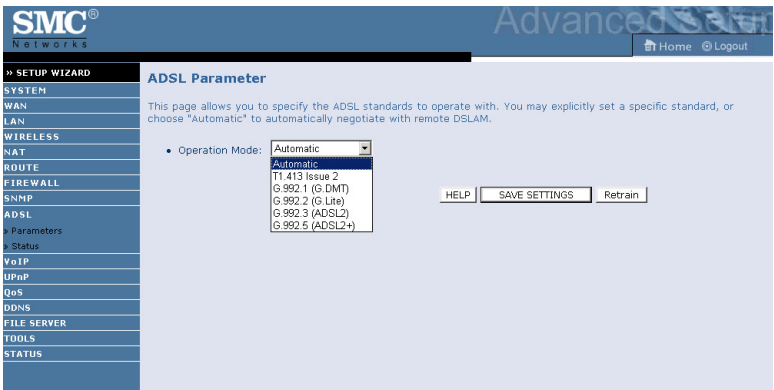 SMC®
Networks
Advanced Setup
Home Logout
» SETUP WIZARD
SYSTEM
WAN
LAN
WIRELESS
NAT
ROUTE
FIREWALL
SNMP
ADSL
» Parameters
» Status
VoIP
UPnP
QoS
DDNS
FILE SERVER
TOOLS
STATUS
ADSL Parameter
This page allows you to specify the ADSL standards to operate with. You may explicitly set a specific standard, or
choose "Automatic" to automatically negotiate with remote DSLAM.
• Operation Mode: Automatic
Automatic
T1.413 Issue 2
G.992.1 (G.DMT)
G.992.2 (G.Lite)
G.992.3 (ADSL2)
G.992.5 (ADSL2+)
HELP SAVE SETTINGS Retrain